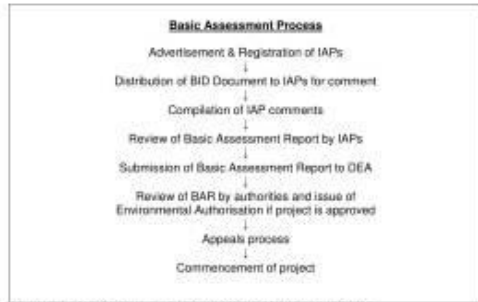 Basic Assessment Process
Advertisement & Registration of IAPs
↓
Distribution of BID Document to IAPs for comment
↓
Compilation of IAP comments
↓
Review of Basic Assessment Report by IAPs
↓
Submission of Basic Assessment Report to DEA
↓
Review of BAR by authorities and issue of
Environmental Authorisation if project is approved
↓
Appeals process
↓
Commencement of project